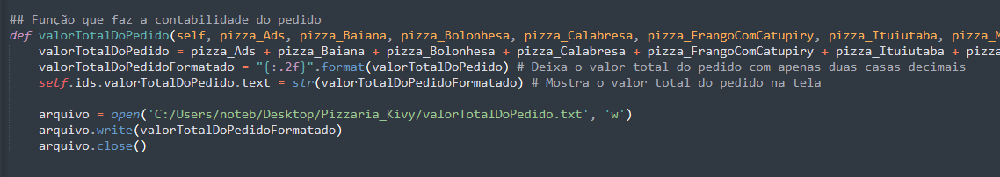 ## Função que faz a contabilidade do pedido
def valorTotalDoPedido(self, pizza_Ads, pizza_Baiana, pizza_Bolonhesa, pizza_Calabresa, pizza_FrangoComCatupiry, pizza_Ituiutaba, pizza_M
valorTotalDoPedido = pizza_Ads + pizza_Baiana + pizza_Bolonhesa + pizza_Calabresa + pizza_FrangoComCatupiry + pizza_Ituiutaba + pizza
valorTotalDoPedidoFormatado = "{:.2f}".format(valorTotalDoPedido) # Deixa o valor total do pedido com apenas duas casas decimais
self.ids.valorTotalDoPedido.text = str(valorTotalDoPedidoFormatado) # Mostra o valor total do pedido na tela
arquivo = open('C:/Users/noteb/Desktop/Pizzaria_Kivy/valorTotalDoPedido.txt', 'w')
arquivo.write(valorTotalDoPedidoFormatado)
arquivo.close()